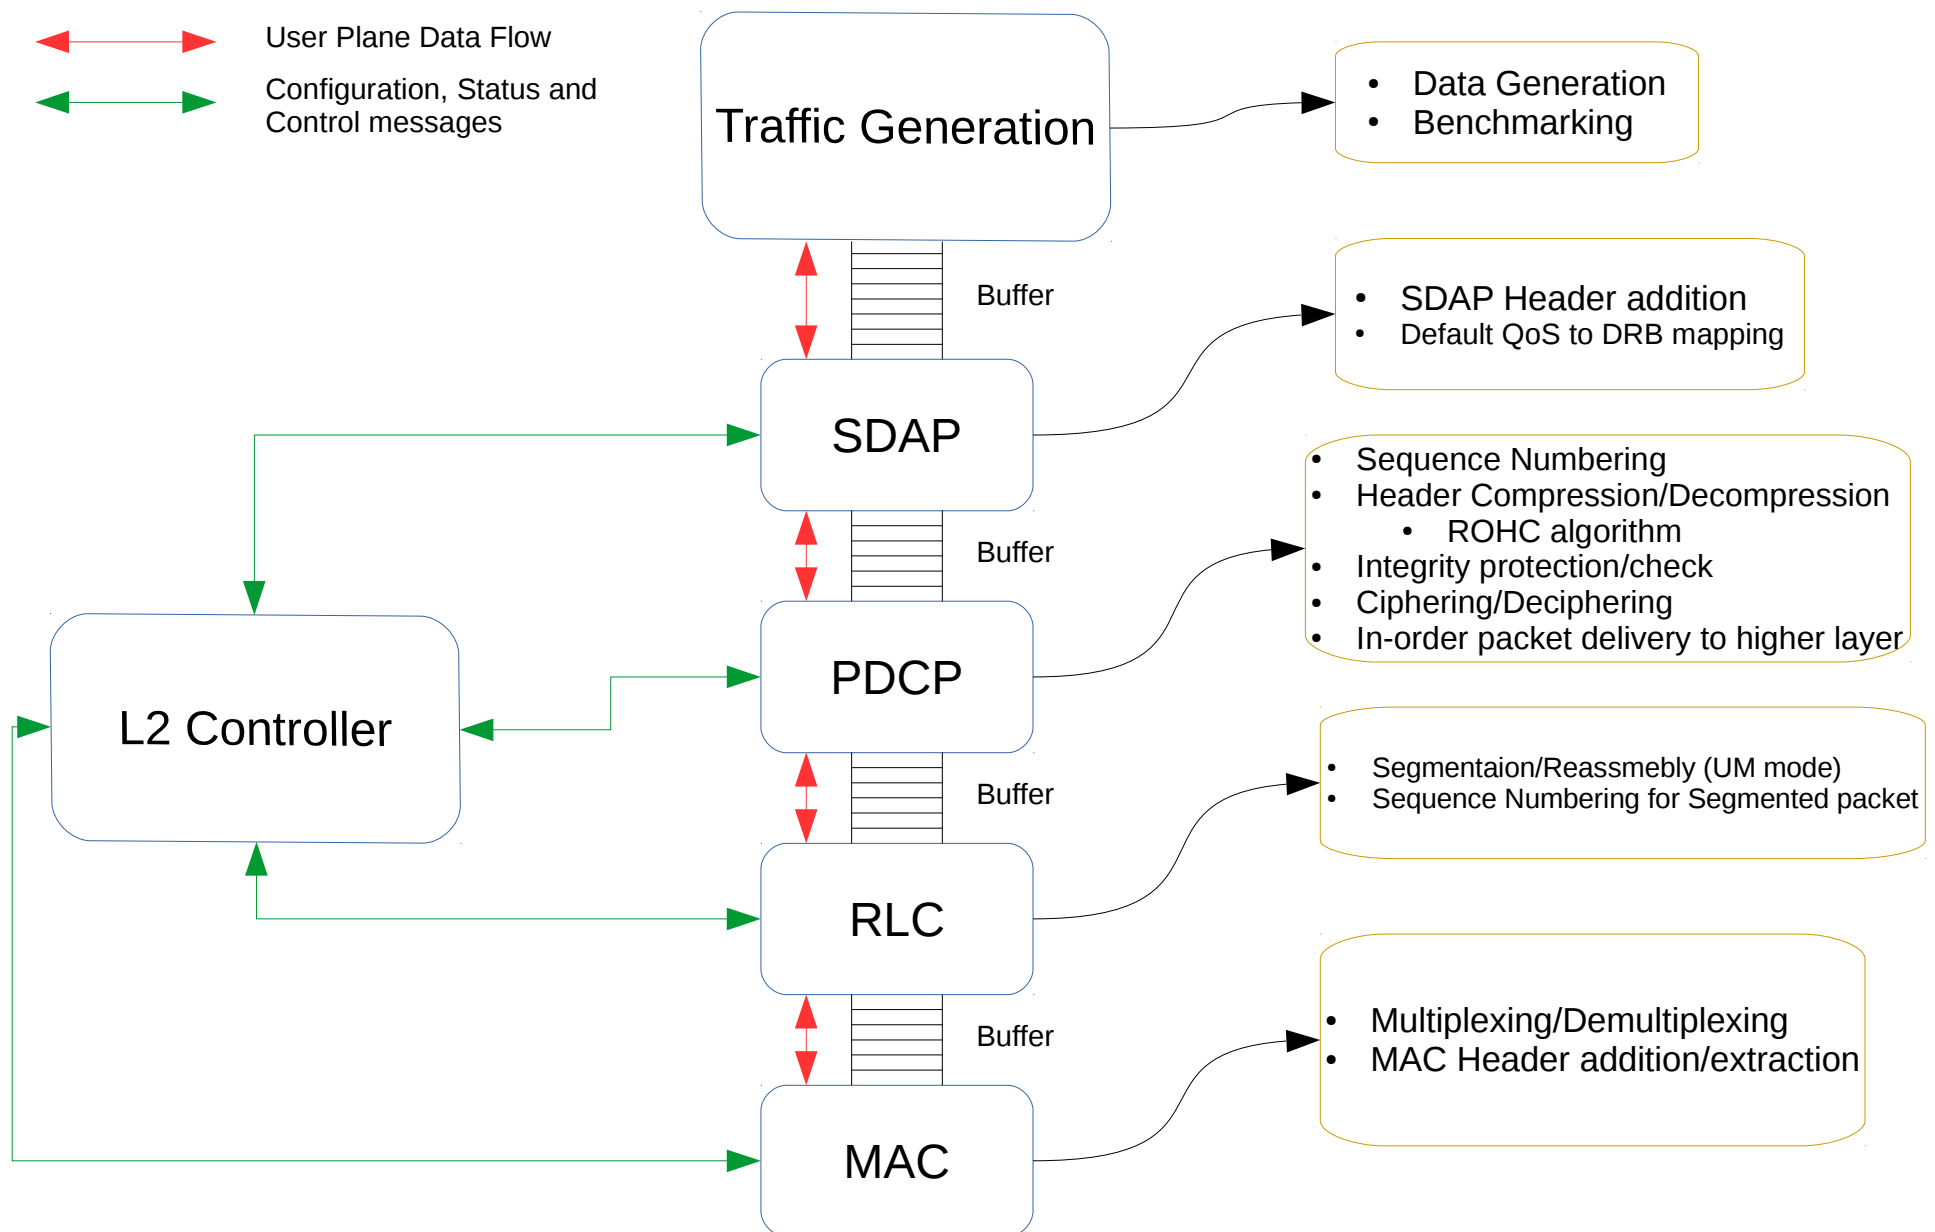 User Plane Data Flow
Configuration, Status and
Control messages
Traffic Generation
• Data Generation
• Benchmarking
Buffer
SDAP
• SDAP Header addition
• Default QoS to DRB mapping
Buffer
PDCP
• Sequence Numbering
• Header Compression/Decompression
• ROHC algorithm
• Integrity protection/check
• Ciphering/Deciphering
• In-order packet delivery to higher layer
L2 Controller
Buffer
RLC
• Segmentaion/Reassmebly (UM mode)
• Sequence Numbering for Segmented packet
Buffer
MAC
• Multiplexing/Demultiplexing
• MAC Header addition/extraction